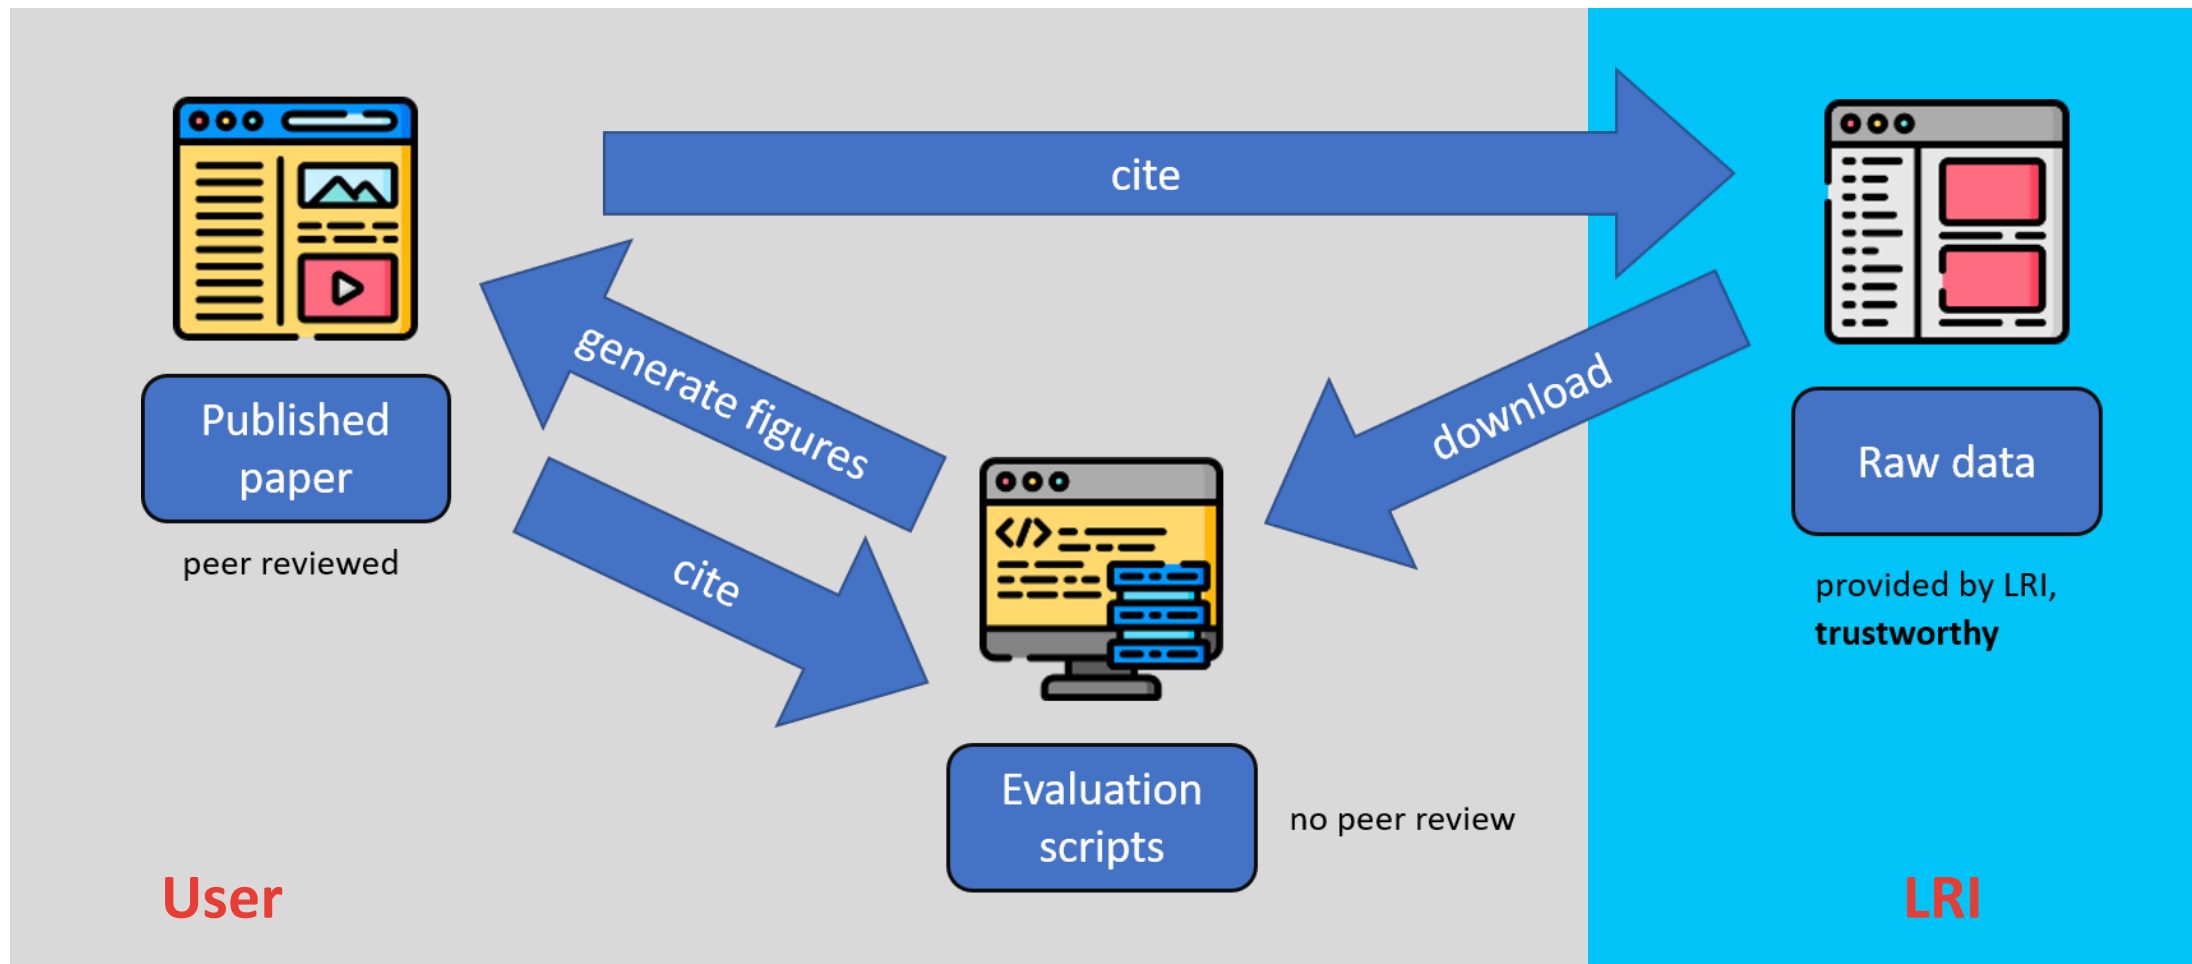 cite
generate figures
download
cite
Published
paper
peer reviewed
Raw data
provided by LRI,
trustworthy
</>
Evaluation
scripts
no peer review
User
LRI